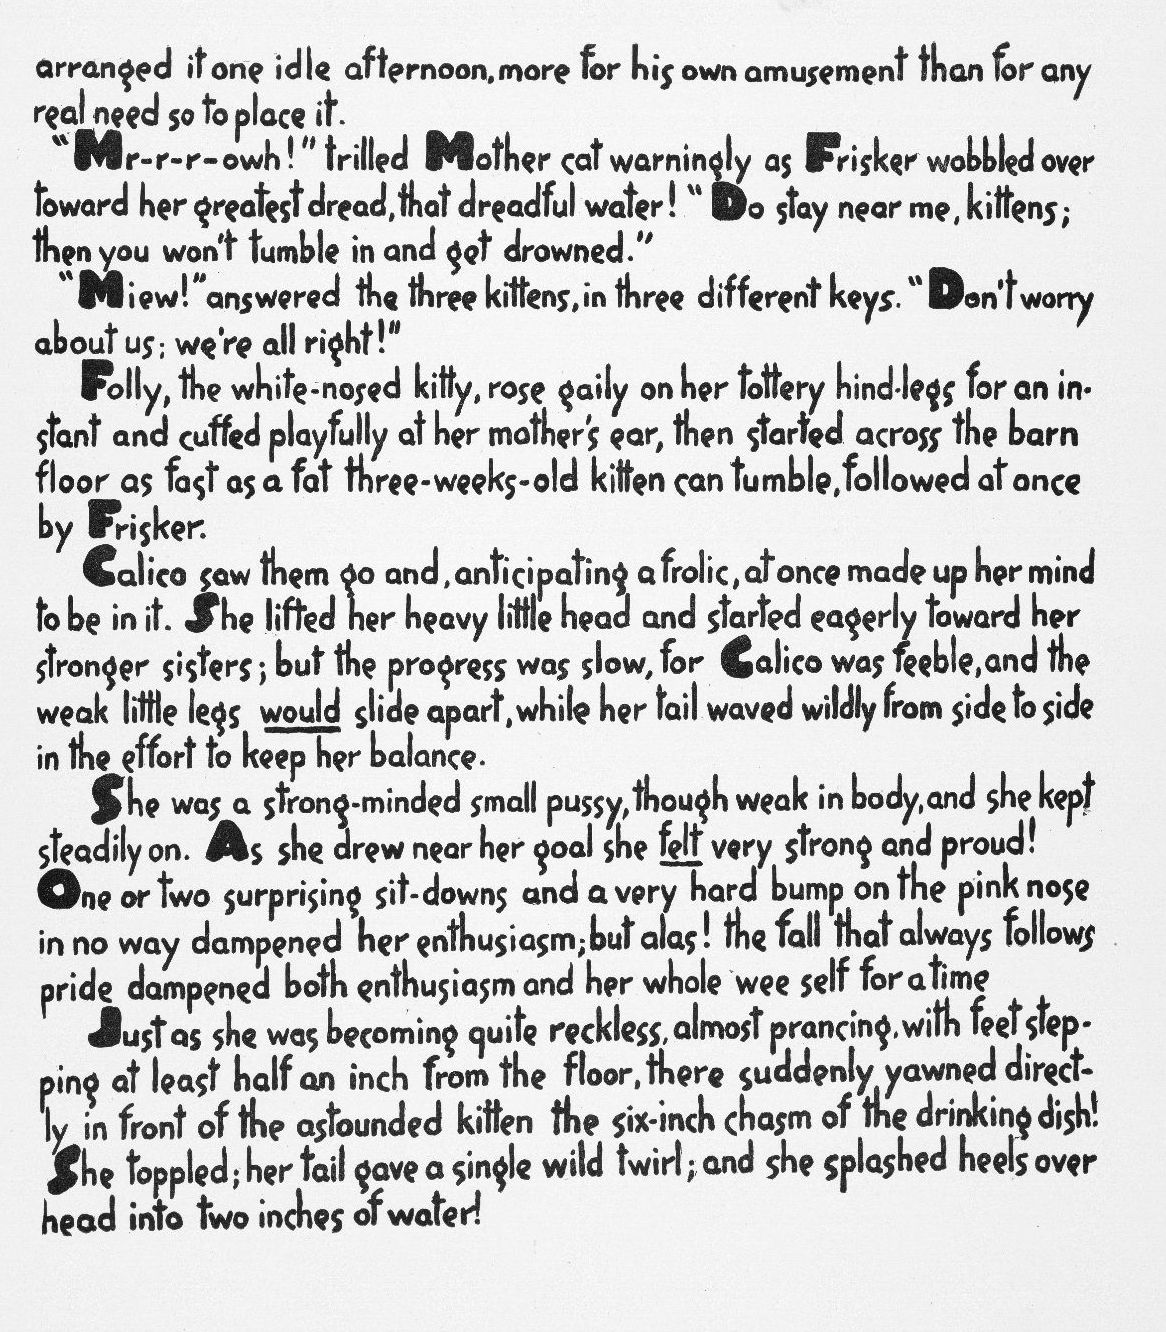 arranged it one idle afternoon, more for his own amusement than for any
real need so to place it.
"Mr-r-r-owh!" trilled Mother cat warningly as Frisker wobbled over
toward her greatest dread, that dreadful water! "Do stay near me, kittens;
then you won't tumble in and get drowned."
"Miew!" answered the three kittens, in three different keys. "Don't worry
about us; we're all right!"
Folly, the white-nosed kitty, rose gaily on her tottery hind-legs for an in-
stant and cuffed playfully at her mother's ear, then started across the barn
floor as fast as a fat three-weeks-old kitten can tumble, followed at once
by Frisker.
Calico saw them go and, anticipating a frolic, at once made up her mind
to be in it. She lifted her heavy little head and started eagerly toward her
stronger sisters; but the progress was slow, for Calico was feeble, and the
weak little legs would slide apart, while her tail waved wildly from side to side
in the effort to keep her balance.
She was a strong-minded small pussy, though weak in body, and she kept
steadily on. As she drew near her goal she felt very strong and proud!
One or two surprising sit-downs and a very hard bump on the pink nose
in no way dampened her enthusiasm; but alas! the fall that always follows
pride dampened both enthusiasm and her whole wee self for a time
Just as she was becoming quite reckless, almost prancing, with feet step-
ping at least half an inch from the floor, there suddenly yawned direct-
ly in front of the astounded kitten the six-inch chasm of the drinking dish!
She toppled; her tail gave a single wild twirl; and she splashed heels over
head into two inches of water!